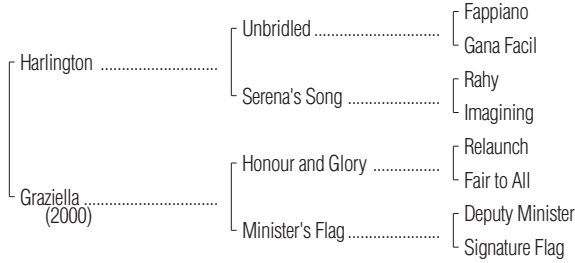 Fappiano
Unbridled
Gana Facil
Harlington
Rahy
Serena's Song
Imagining
Relaunch
Honour and Glory
Fair to All
Graziella
(2000)
Deputy Minister
Minister's Flag
Signature Flag